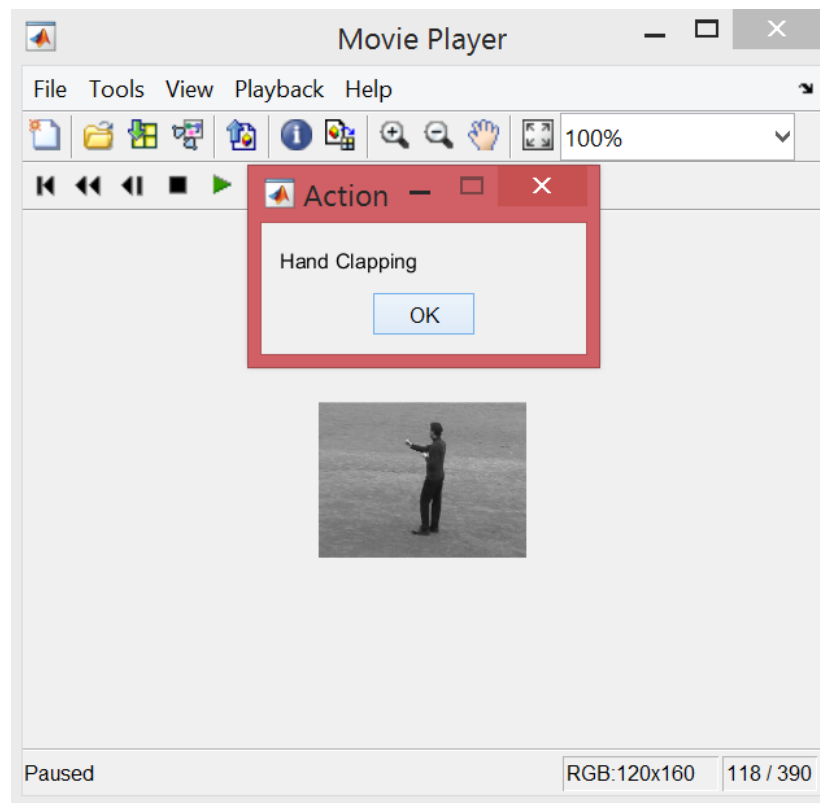 Movie Player
File Tools View Playback Help
100%
Action
Hand Clapping
OK
Paused
RGB:120x160
118 / 390